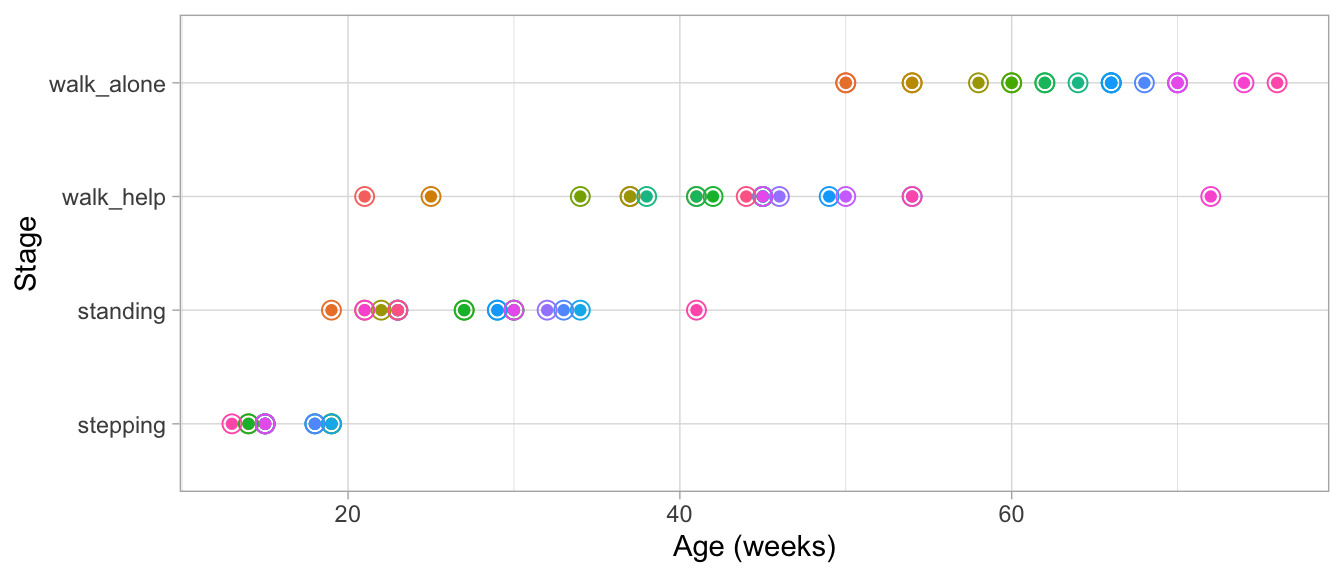 walk_alone
walk_help
standing
stepping
Stage
20 40 60
Age (weeks)